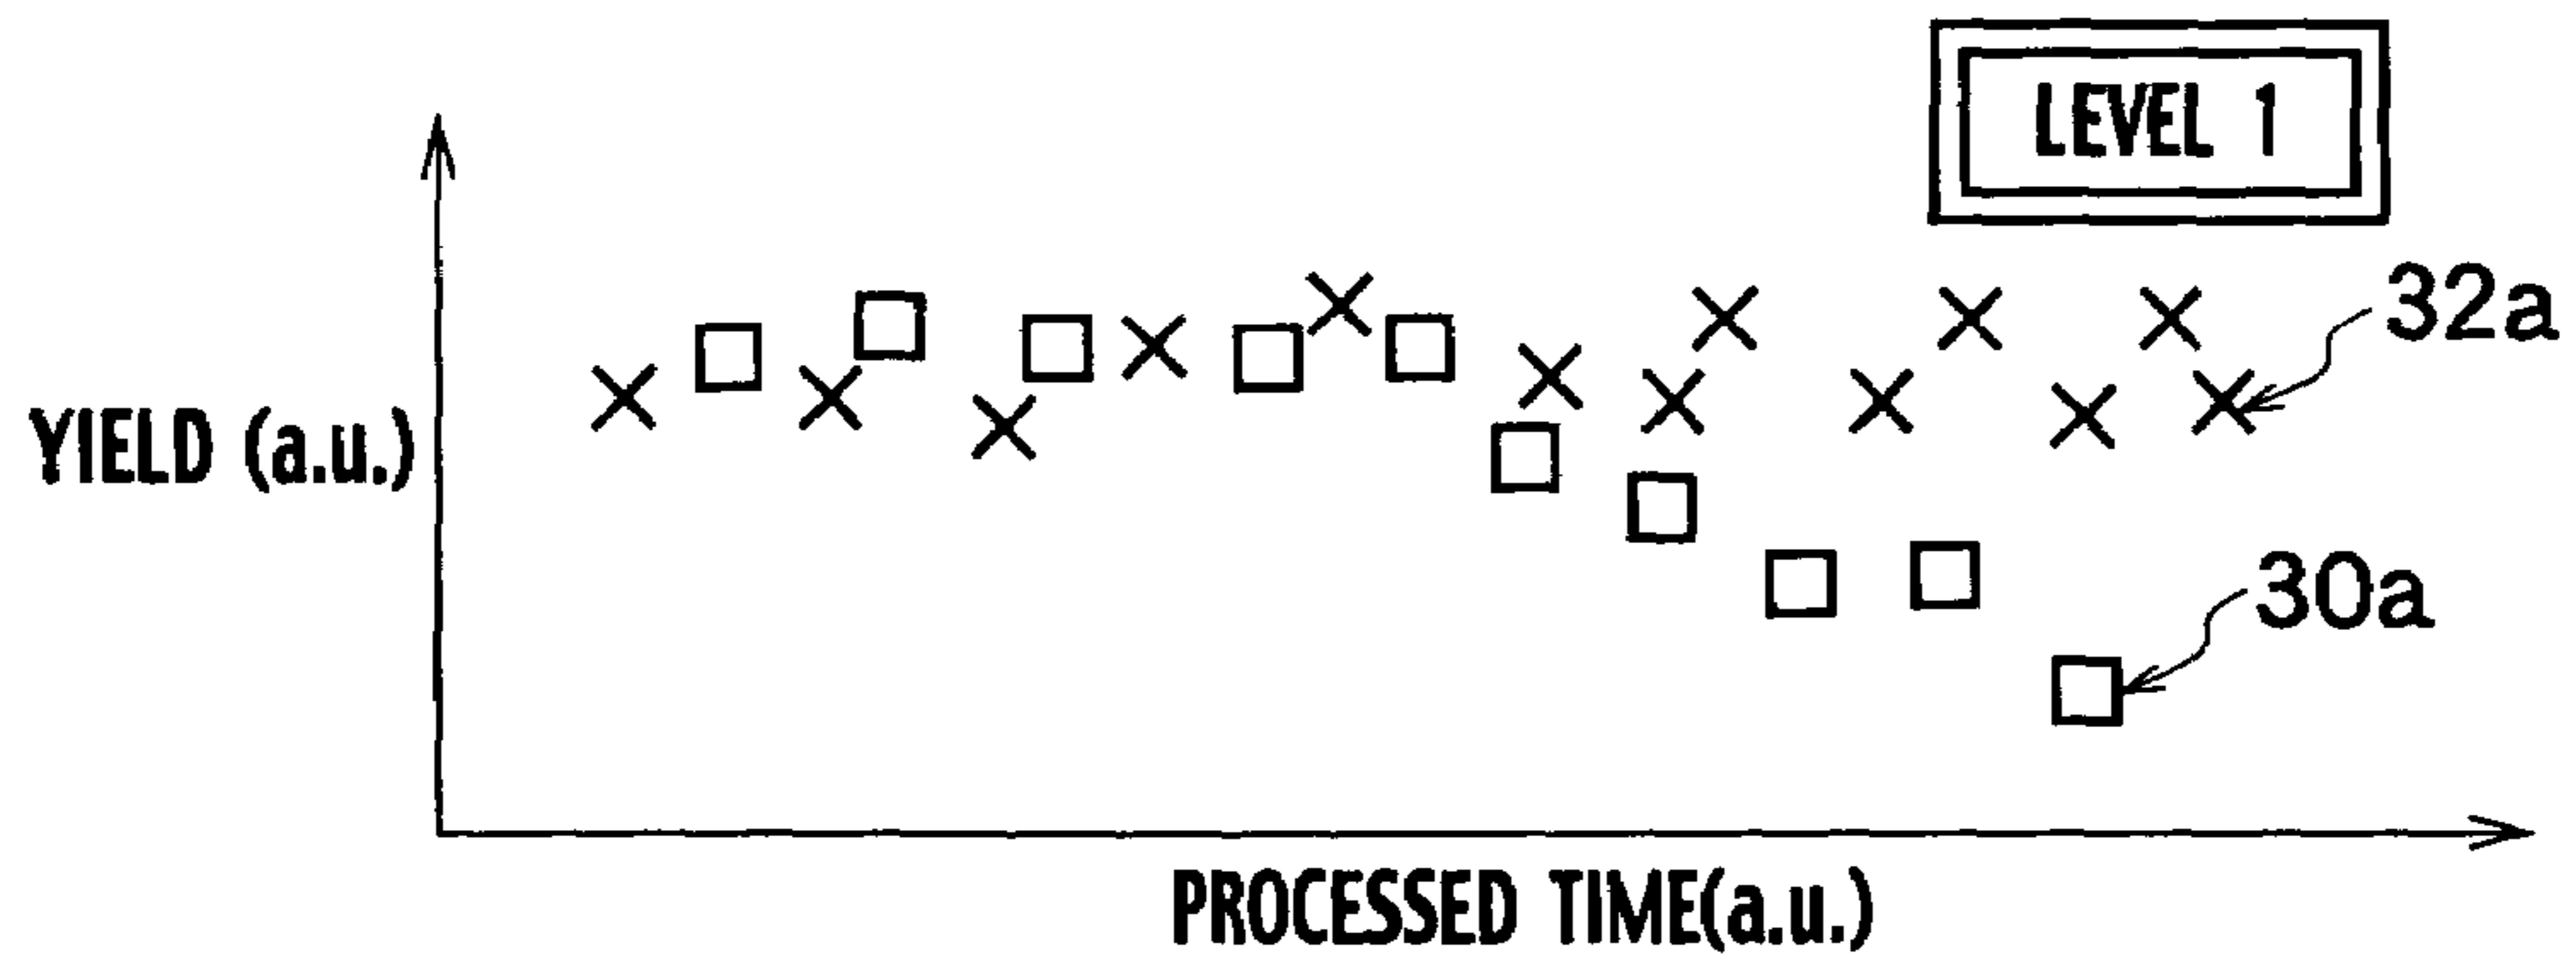 LEVEL 1
32a
YIELD (a.u.)
30a
PROCESSED TIME(a.u.)